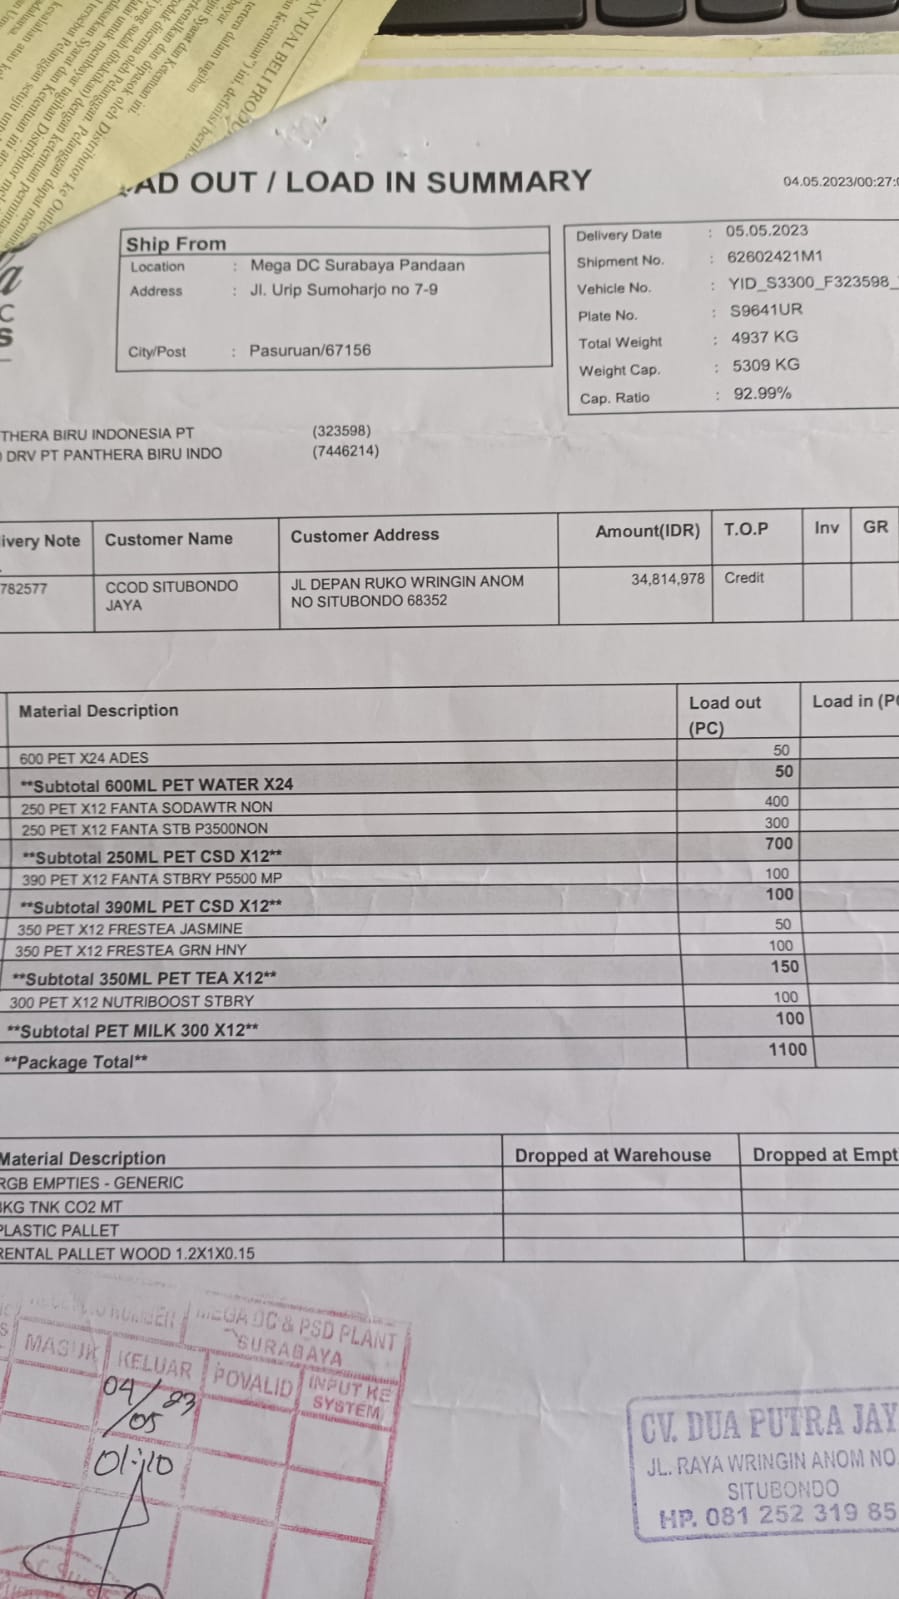 AN JUAL BELI PRODU
AD OUT / LOAD IN SUMMARY
04.05.2023/00:27:0
Ship From
Location : Mega DC Surabaya Pandaan
Address : Jl. Urip Sumoharjo no 7-9
City/Post : Pasuruan/67156
Delivery Date : 05.05.2023
Shipment No. : 62602421M1
Vehicle No. : YID_S3300_F323598_
Plate No. : S9641UR
Total Weight : 4937 KG
Weight Cap. : 5309 KG
Cap. Ratio : 92.99%
THERA BIRU INDONESIA PT (323598)
DRV PT PANTHERA BIRU INDO (7446214)
ivery Note Customer Name Customer Address Amount(IDR) T.O.P Inv GR
782577 CCOD SITUBONDO JL DEPAN RUKO WRINGIN ANOM 34,814,978 Credit
JAYA NO SITUBONDO 68352
Material Description Load out Load in (PC
(PC)
600 PET X24 ADES 50
**Subtotal 600ML PET WATER X24 50
250 PET X12 FANTA SODAWTR NON 400
250 PET X12 FANTA STB P3500NON 300
**Subtotal 250ML PET CSD X12** 700
390 PET X12 FANTA STBRY P5500 MP 100
**Subtotal 390ML PET CSD X12** 100
350 PET X12 FRESTEA JASMINE 50
350 PET X12 FRESTEA GRN HNY 100
**Subtotal 350ML PET TEA X12** 150
300 PET X12 NUTRIBOOST STBRY 100
**Subtotal PET MILK 300 X12** 100
**Package Total** 1100
Material Description Dropped at Warehouse Dropped at Empt
RGB EMPTIES - GENERIC
KG TNK CO2 MT
PLASTIC PALLET
RENTAL PALLET WOOD 1.2X1X0.15
MEGA DC & PSD PLANT
SURABAYA
MASUK KELUAR POVALID INPUT KE
SYSTEM
04/05 23
CV. DUA PUTRA JAY
JL. RAYA WRINGIN ANOM NO
SITUBONDO
HP. 081 252 319 85